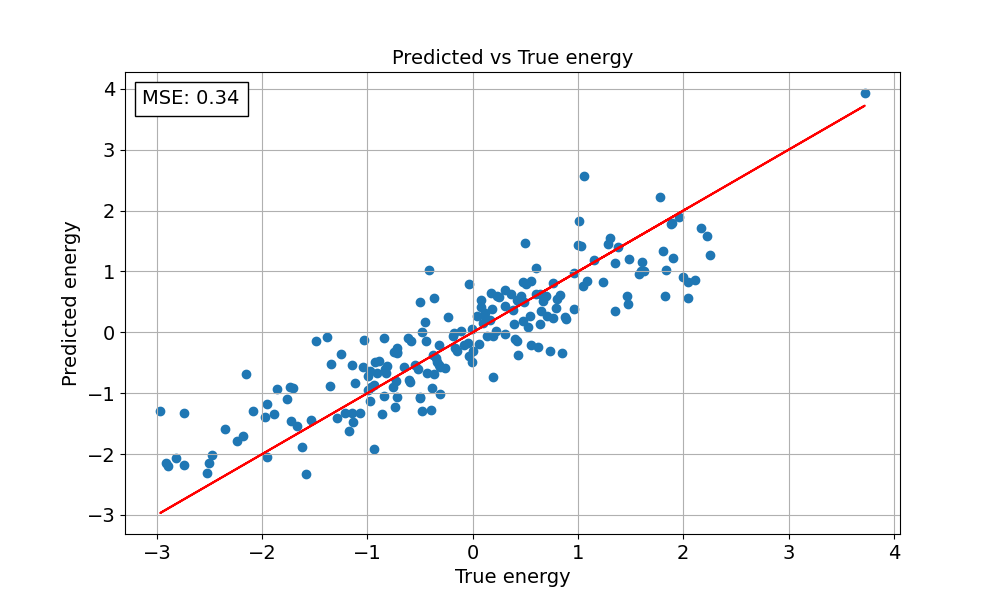 Predicted vs True energy
MSE: 0.34
4
3
2
1
0
−1
−2
−3
Predicted energy
−3 −2 −1 0 1 2 3 4
True energy